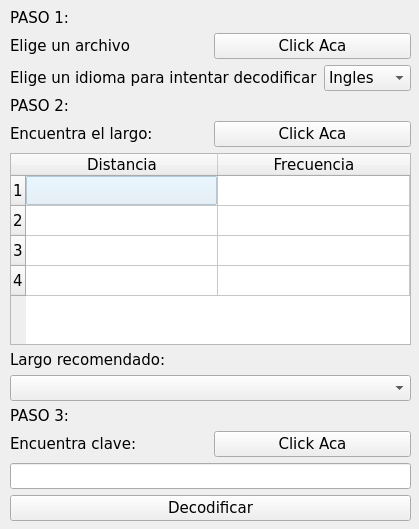 PASO 1:
Elige un archivo Click Aca
Elige un idioma para intentar decodificar Ingles
PASO 2:
Encuentra el largo: Click Aca
Distancia Frecuencia
1
2
3
4
Largo recomendado:
PASO 3:
Encuentra clave: Click Aca
Decodificar